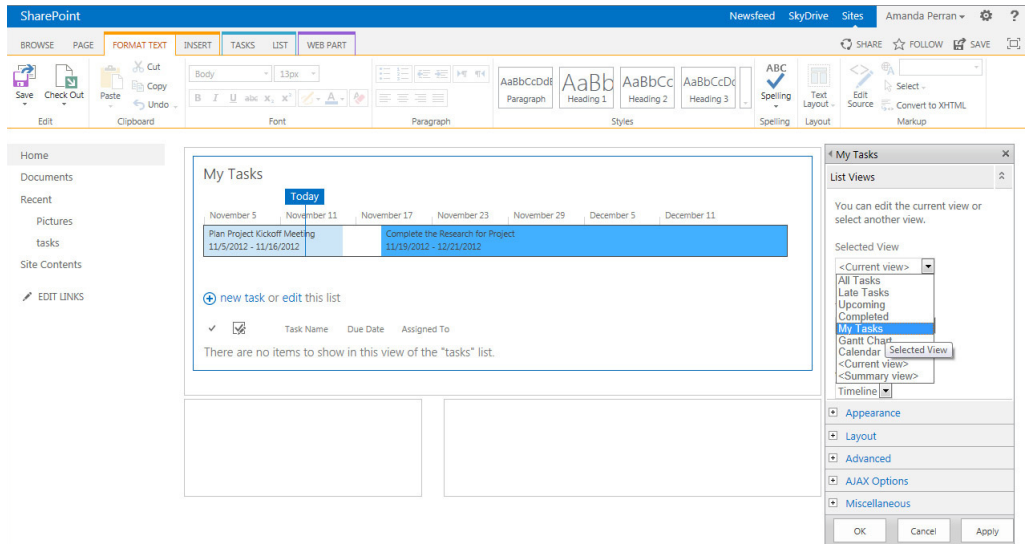 SharePoint Newsfeed SkyDrive Sites Amanda Perran ?
BROWSE PAGE FORMAT TEXT INSERT TASKS LIST WEB PART SHARE FOLLOW SAVE
Save Check Out Paste Cut Copy Undo
Body 13px
B I U abc x, x² A
AaBbCcDdE AaBb AaBbCc AaBbCcDd
Paragraph Heading 1 Heading 2 Heading 3
ABC Spelling Text Layout Edit Source Select Convert to XHTML
Edit Clipboard Font Paragraph Styles Spelling Layout Markup
Home
Documents
Recent
Pictures
tasks
Site Contents
EDIT LINKS
My Tasks
Today
November 5 November 11 November 17 November 23 November 29 December 5 December 11
Plan Project Kickoff Meeting Complete the Research for Project
11/5/2012 - 11/16/2012 11/19/2012 - 12/21/2012
new task or edit this list
Task Name Due Date Assigned To
There are no items to show in this view of the "tasks" list.
My Tasks
List Views
You can edit the current view or
select another view.
Selected View
<Current view>
All Tasks
Late Tasks
Upcoming
Completed
My Tasks
Gantt Chart
Calendar Selected View
<Current view>
<Summary view>
Timeline
Appearance
Layout
Advanced
AJAX Options
Miscellaneous
OK Cancel Apply